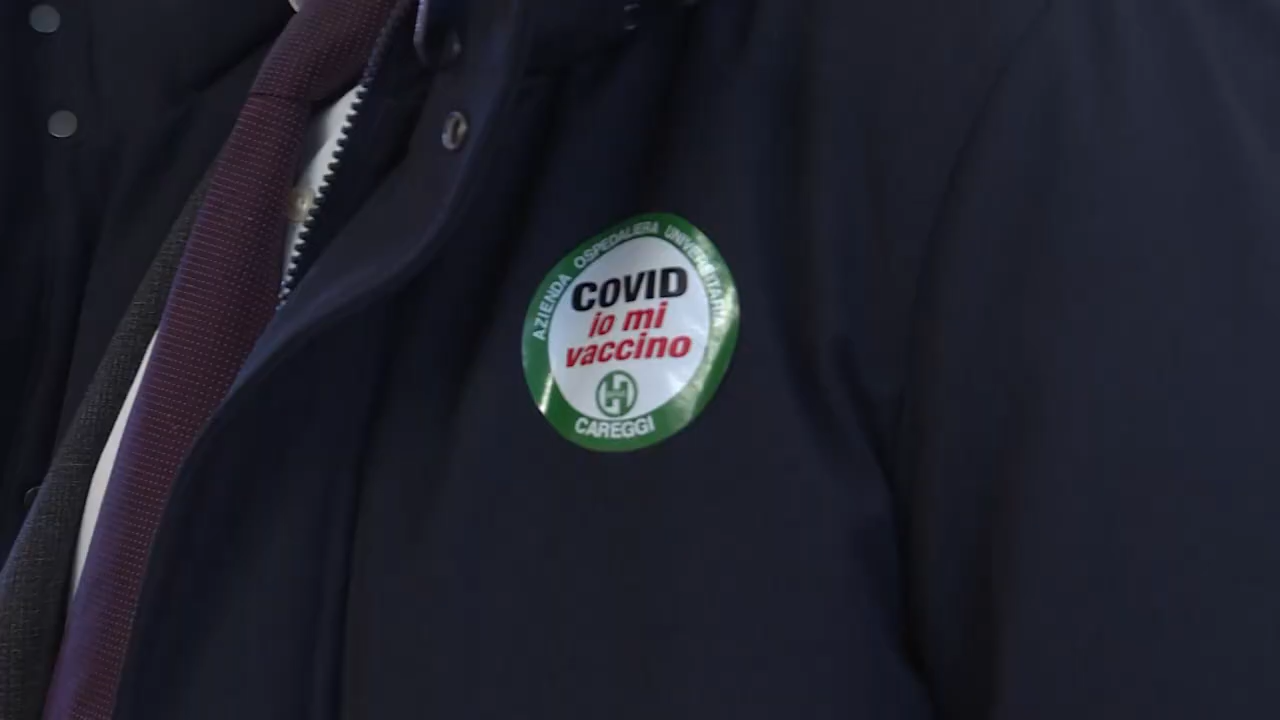 AZIENDA OSPEDALIERA UNIVERSITARIA
COVID
io mi
vaccino
CAREGGI